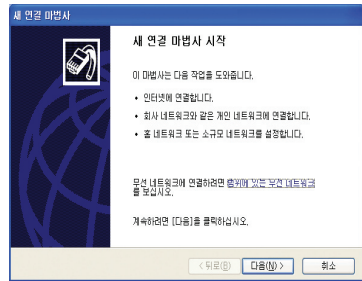 새 연결 마법사
새 연결 마법사 시작
이 마법사는 다음 작업을 도와줍니다.
• 인터넷에 연결합니다.
• 회사 네트워크와 같은 개인 네트워크에 연결합니다.
• 홈 네트워크 또는 소규모 네트워크를 설정합니다.
무선 네트워크에 연결하려면 범위에 있는 무선 네트워크
를 보십시오.
계속하려면 [다음]을 클릭하십시오.
< 뒤로(B) 다음(N) > 취소